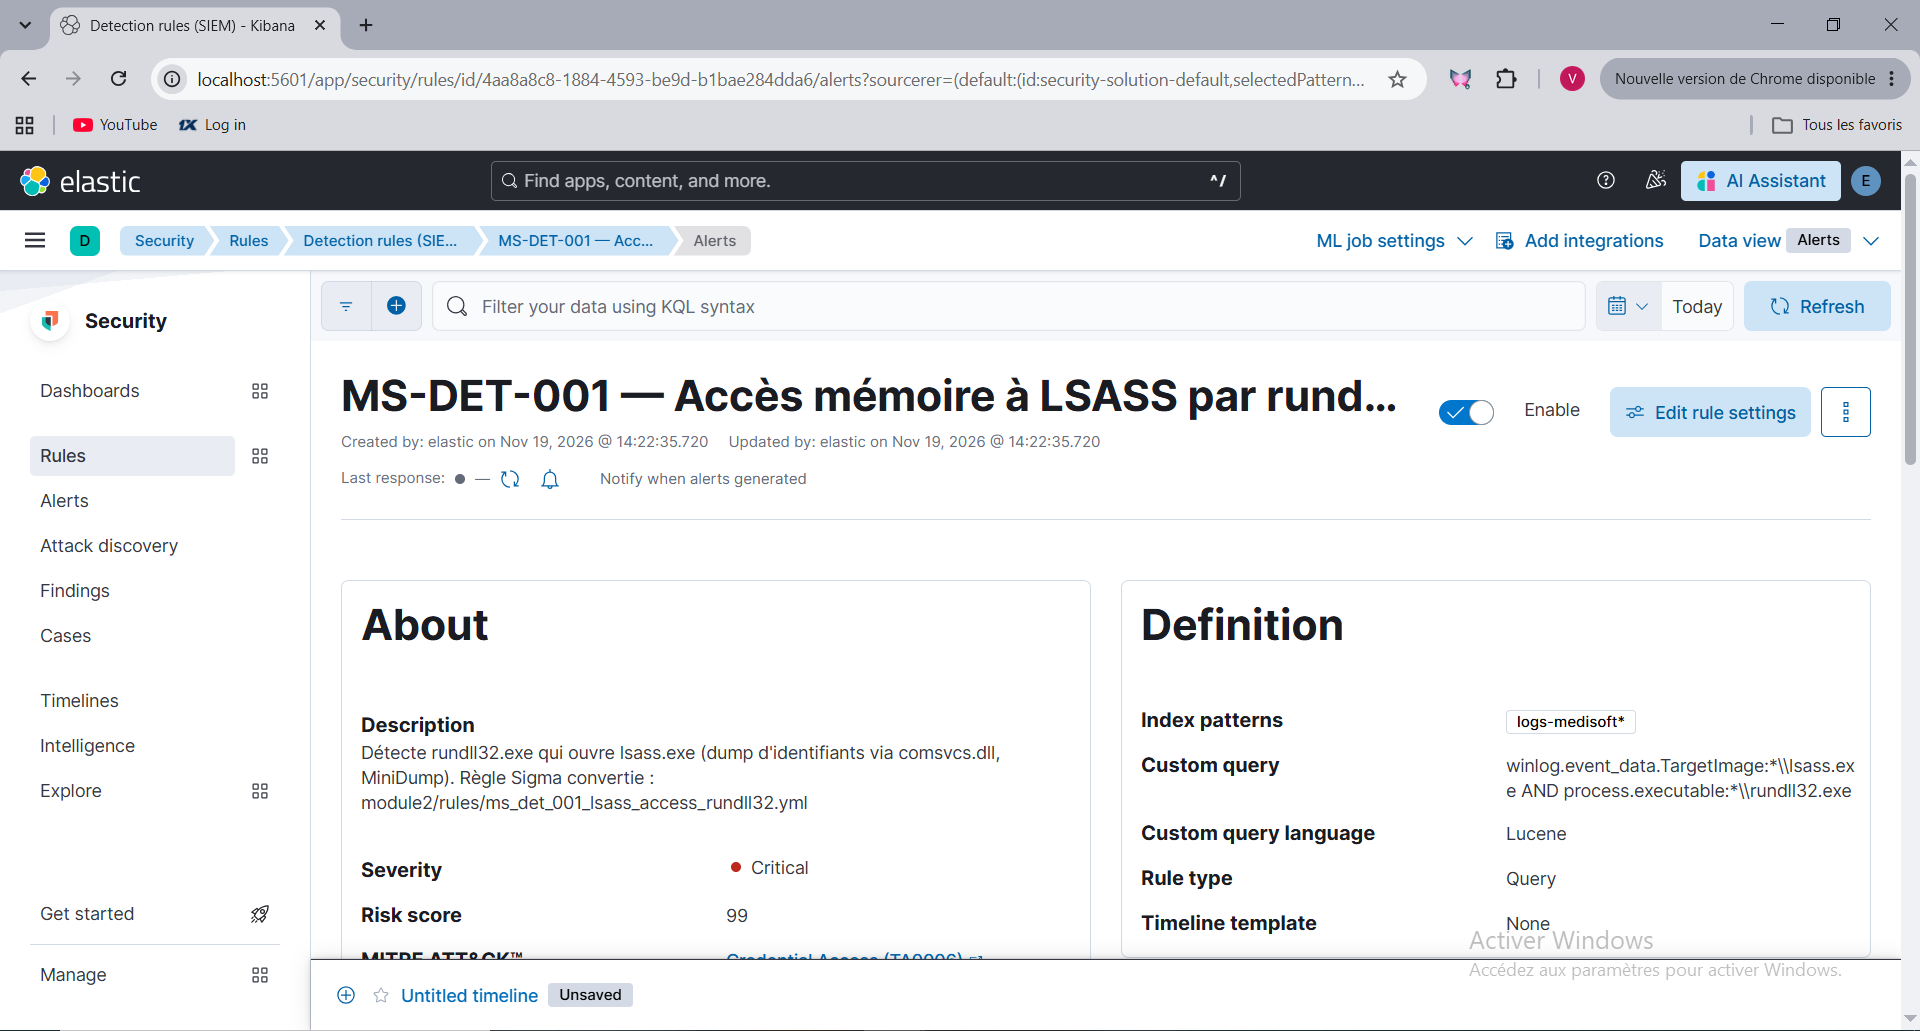 Detection rules (SIEM) - Kibana
localhost:5601/app/security/rules/id/4aa8a8c8-1884-4593-be9d-b1bae284dda6/alerts?sourcerer=(default:(id:security-solution-default,selectedPattern...
V
Nouvelle version de Chrome disponible
YouTube
Log in
Tous les favoris
elastic
Find apps, content, and more.
^/
AI Assistant
E
D
Security
Rules
Detection rules (SIE...
MS-DET-001 — Acc...
Alerts
ML job settings
Add integrations
Data view
Alerts
Security
Filter your data using KQL syntax
Today
Refresh
Dashboards
Rules
Alerts
Attack discovery
Findings
Cases
Timelines
Intelligence
Explore
Get started
Manage
MS-DET-001 — Accès mémoire à LSASS par rund...
Enable
Edit rule settings
Created by: elastic on Nov 19, 2026 @ 14:22:35.720
Updated by: elastic on Nov 19, 2026 @ 14:22:35.720
Last response:
—
Notify when alerts generated
About
Description
Détecte rundll32.exe qui ouvre lsass.exe (dump d'identifiants via comsvcs.dll,
MiniDump). Règle Sigma convertie :
module2/rules/ms_det_001_lsass_access_rundll32.yml
Severity
Critical
Risk score
99
MITRE ATT&CK™
Credential Access (TA0006)
Definition
Index patterns
logs-medisoft*
Custom query
winlog.event_data.TargetImage:*\\lsass.ex
e AND process.executable:*\\rundll32.exe
Custom query language
Lucene
Rule type
Query
Timeline template
None
Activer Windows
Accédez aux paramètres pour activer Windows.
Untitled timeline
Unsaved